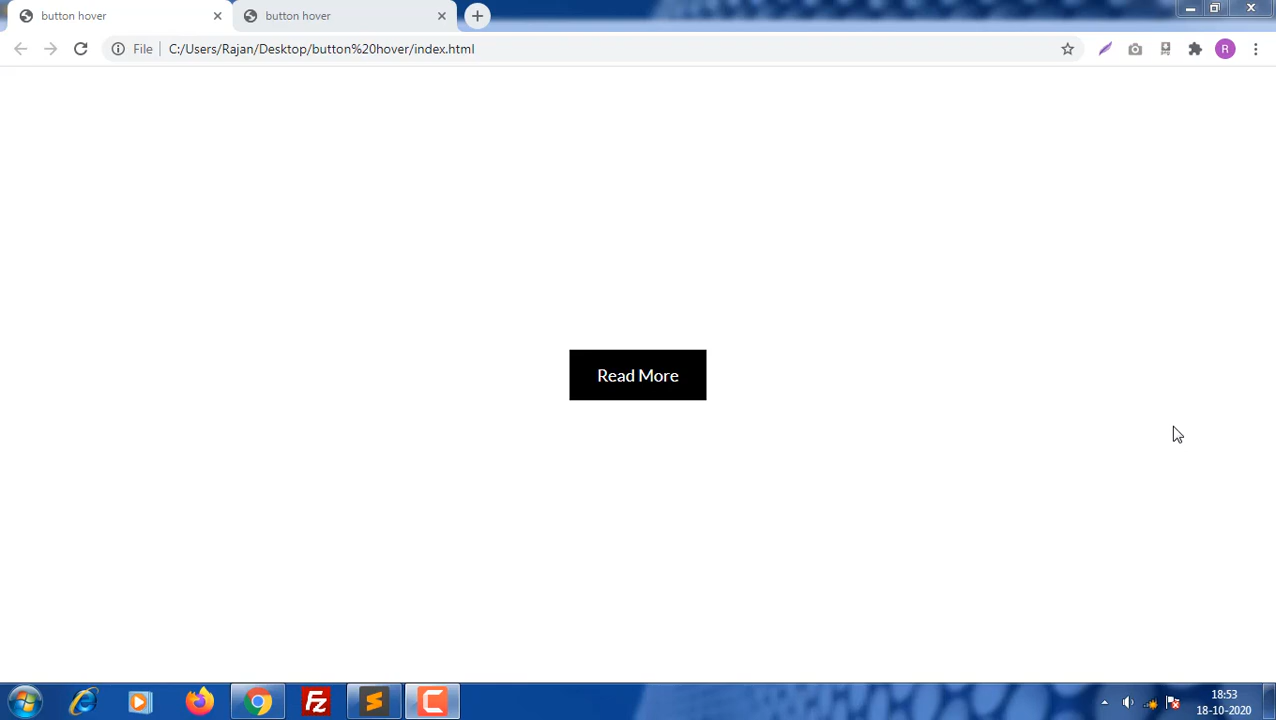 button hover
button hover
File
C:/Users/Rajan/Desktop/button%20hover/index.html
R
Read More
Fz
18:53
18-10-2020